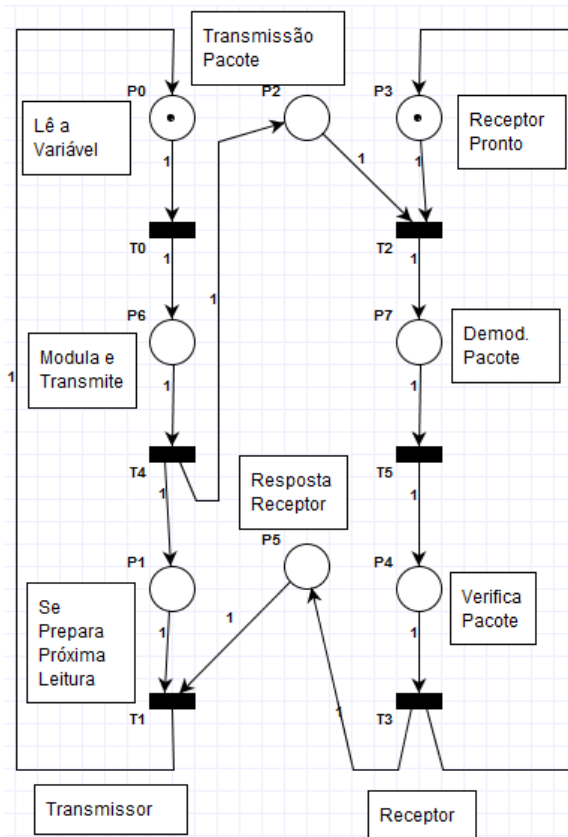 Transmissão
Pacote
P0
P2
P3
Lê a
Variável
Receptor
Pronto
1
1
1
T0
T2
1
1
1
P6
P7
Modula e
Transmite
Demod.
Pacote
1
1
1
T4
T5
Resposta
Receptor
1
1
P1
P5
P4
Se
Prepara
Próxima
Leitura
Verifica
Pacote
1
1
1
T1
T3
1
Transmissor
Receptor